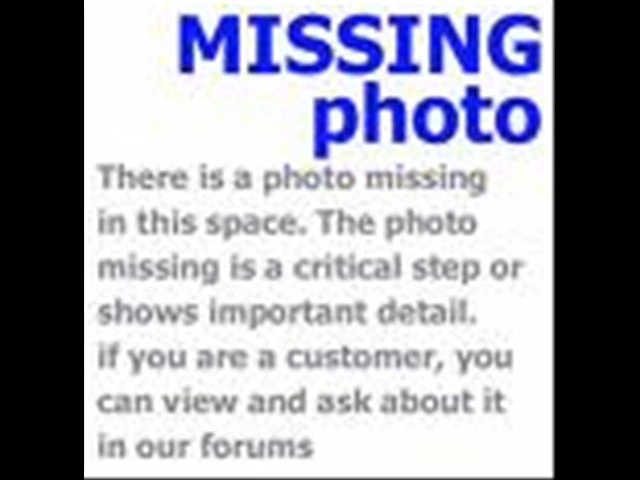 MISSING
photo
There is a photo missing
in this space. The photo
missing is a critical step or
shows important detail.
if you are a customer, you
can view and ask about it
in our forums